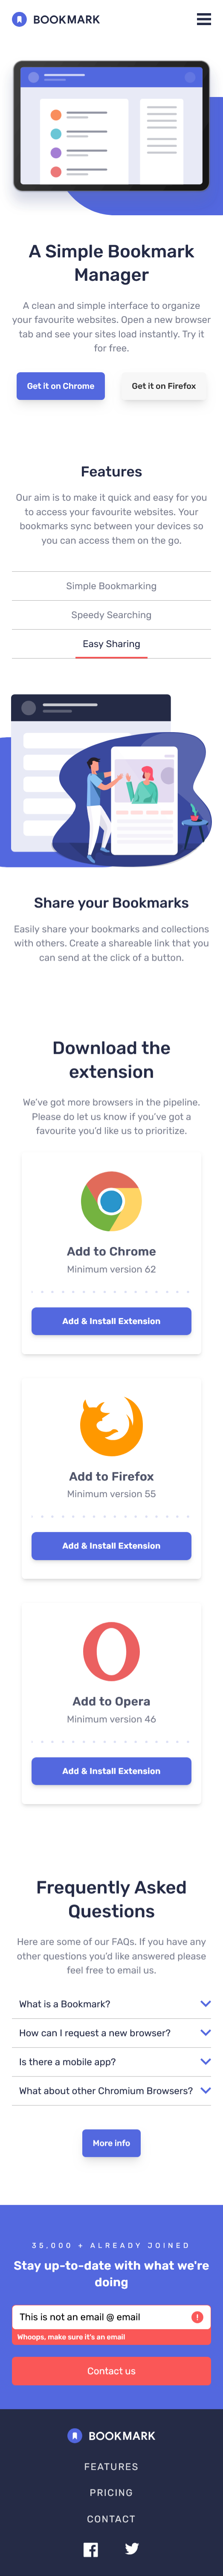 BOOKMARK
A Simple Bookmark
Manager
A clean and simple interface to organize
your favourite websites. Open a new browser
tab and see your sites load instantly. Try it
for free.
Get it on Chrome
Get it on Firefox
Features
Our aim is to make it quick and easy for you
to access your favourite websites. Your
bookmarks sync between your devices so
you can access them on the go.
Simple Bookmarking
Speedy Searching
Easy Sharing
Share your Bookmarks
Easily share your bookmarks and collections
with others. Create a shareable link that you
can send at the click of a button.
Download the
extension
We've got more browsers in the pipeline.
Please do let us know if you've got a
favourite you'd like us to prioritize.
Add to Chrome
Minimum version 62
Add & Install Extension
Add to Firefox
Minimum version 55
Add & Install Extension
Add to Opera
Minimum version 46
Add & Install Extension
Frequently Asked
Questions
Here are some of our FAQs. If you have any
other questions you'd like answered please
feel free to email us.
What is a Bookmark?
How can I request a new browser?
Is there a mobile app?
What about other Chromium Browsers?
More info
35,000 + ALREADY JOINED
Stay up-to-date with what we're
doing
This is not an email @ email
Whoops, make sure it's an email
Contact us
BOOKMARK
FEATURES
PRICING
CONTACT